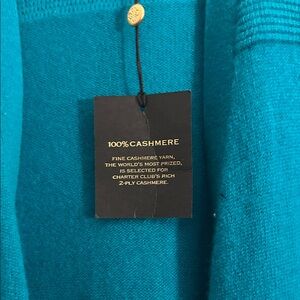 100% CASHMERE
FINE CASHMERE YARN,
THE WORLD'S MOST PRIZED,
IS SELECTED FOR
CHARTER CLUB'S RICH
2-PLY CASHMERE.